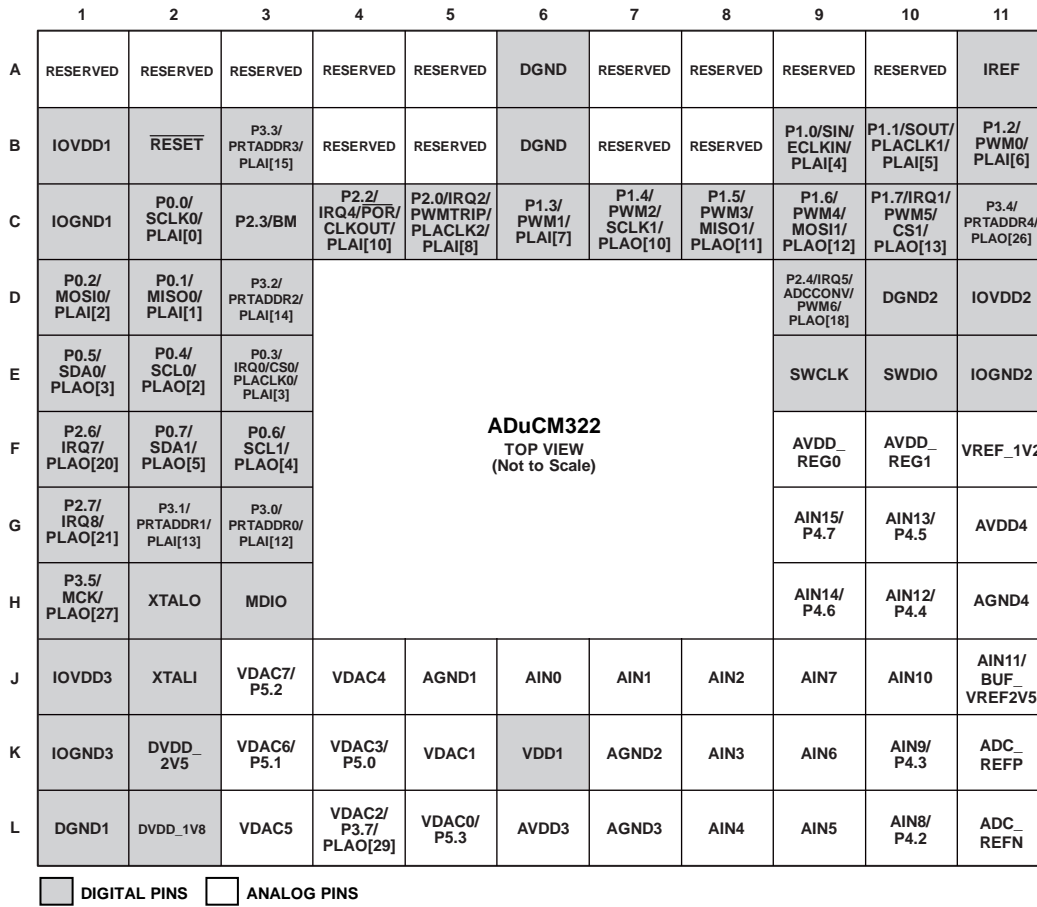 1 2 3 4 5 6 7 8 9 10 11
A RESERVED RESERVED RESERVED RESERVED RESERVED DGND RESERVED RESERVED RESERVED RESERVED IREF
B IOVDD1 RESET P3.3/ PRTADDR3/ PLAI[15] RESERVED RESERVED DGND RESERVED RESERVED P1.0/SIN/ ECLKIN/ PLAI[4] P1.1/SOUT/ PLACLK1/ PLAI[5] P1.2/ PWM0/ PLAI[6]
C IOGND1 P0.0/ SCLK0/ PLAI[0] P2.3/BM P2.2/ IRQ4/POR/ CLKOUT/ PLAI[10] P2.0/IRQ2/ PWMTRIP/ PLACLK2/ PLAI[8] P1.3/ PWM1/ PLAI[7] P1.4/ PWM2/ SCLK1/ PLAO[10] P1.5/ PWM3/ MISO1/ PLAO[11] P1.6/ PWM4/ MOSI1/ PLAO[12] P1.7/IRQ1/ PWM5/ CS1/ PLAO[13] P3.4/ PRTADDR4/ PLAO[26]
D P0.2/ MOSI0/ PLAI[2] P0.1/ MISO0/ PLAI[1] P3.2/ PRTADDR2/ PLAI[14] P2.4/IRQ5/ ADCCONV/ PWM6/ PLAO[18] DGND2 IOVDD2
E P0.5/ SDA0/ PLAO[3] P0.4/ SCL0/ PLAO[2] P0.3/ IRQ0/CS0/ PLACLK0/ PLAI[3] SWCLK SWDIO IOGND2
ADuCM322
TOP VIEW
(Not to Scale)
F P2.6/ IRQ7/ PLAO[20] P0.7/ SDA1/ PLAO[5] P0.6/ SCL1/ PLAO[4] AVDD_ REG0 AVDD_ REG1 VREF_1V2
G P2.7/ IRQ8/ PLAO[21] P3.1/ PRTADDR1/ PLAI[13] P3.0/ PRTADDR0/ PLAI[12] AIN15/ P4.7 AIN13/ P4.5 AVDD4
H P3.5/ MCK/ PLAO[27] XTALO MDIO AIN14/ P4.6 AIN12/ P4.4 AGND4
J IOVDD3 XTALI VDAC7/ P5.2 VDAC4 AGND1 AIN0 AIN1 AIN2 AIN7 AIN10 AIN11/ BUF_ VREF2V5
K IOGND3 DVDD_ 2V5 VDAC6/ P5.1 VDAC3/ P5.0 VDAC1 VDD1 AGND2 AIN3 AIN6 AIN9/ P4.3 ADC_ REFP
L DGND1 DVDD_1V8 VDAC5 VDAC2/ P3.7/ PLAO[29] VDAC0/ P5.3 AVDD3 AGND3 AIN4 AIN5 AIN8/ P4.2 ADC_ REFN
DIGITAL PINS ANALOG PINS